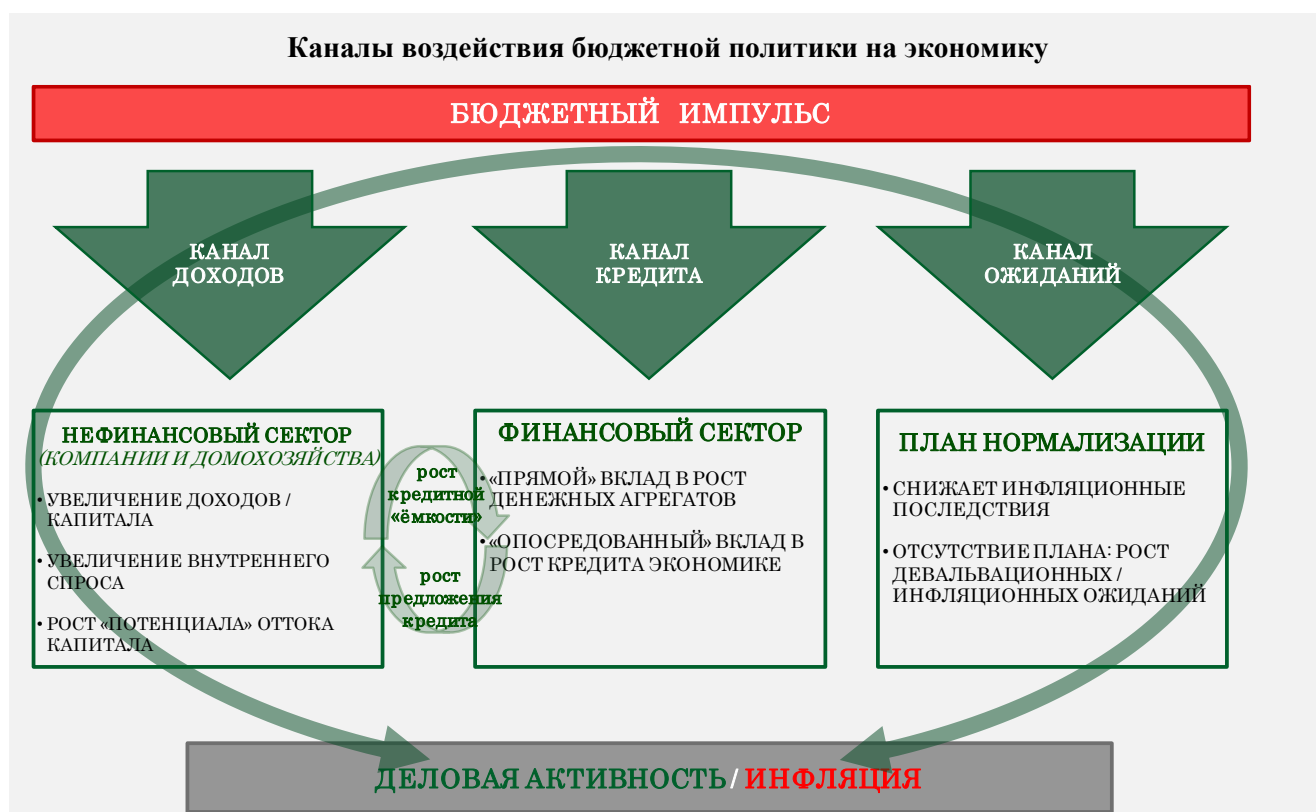 Каналы воздействия бюджетной политики на экономику
БЮДЖЕТНЫЙ ИМПУЛЬС
КАНАЛ
ДОХОДОВ
КАНАЛ
КРЕДИТА
КАНАЛ
ОЖИДАНИЙ
НЕФИНАНСОВЫЙ СЕКТОР
(КОМПАНИИ И ДОМОХОЗЯЙСТВА)
• УВЕЛИЧЕНИЕ ДОХОДОВ /
КАПИТАЛА
• УВЕЛИЧЕНИЕ ВНУТРЕННЕГО
СПРОСА
• РОСТ «ПОТЕНЦИАЛА» ОТТОКА
КАПИТАЛА
рост
кредитной
«ёмкости»
рост
предложения
кредита
ФИНАНСОВЫЙ СЕКТОР
• «ПРЯМОЙ» ВКЛАД В РОСТ
ДЕНЕЖНЫХ АГРЕГАТОВ
• «ОПОСРЕДОВАННЫЙ» ВКЛАД В
РОСТ КРЕДИТА ЭКОНОМИКЕ
ПЛАН НОРМАЛИЗАЦИИ
• СНИЖАЕТ ИНФЛЯЦИОННЫЕ
ПОСЛЕДСТВИЯ
• ОТСУТСТВИЕ ПЛАНА: РОСТ
ДЕВАЛЬВАЦИОННЫХ /
ИНФЛЯЦИОННЫХ ОЖИДАНИЙ
ДЕЛОВАЯ АКТИВНОСТЬ / ИНФЛЯЦИЯ